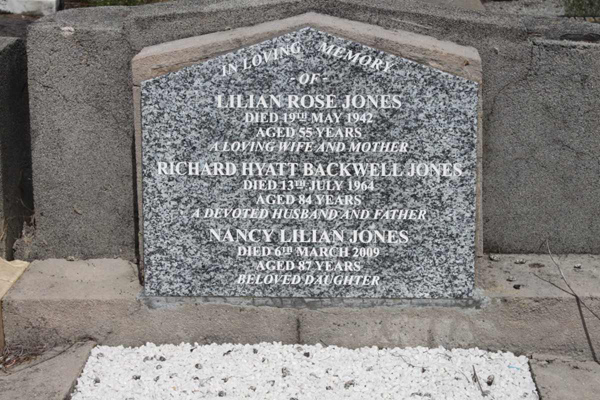 IN LOVING MEMORY
- OF -
LILIAN ROSE JONES
DIED 19TH MAY 1942
AGED 55 YEARS
A LOVING WIFE AND MOTHER
RICHARD HYATT BACKWELL JONES
DIED 13TH JULY 1964
AGED 84 YEARS
A DEVOTED HUSBAND AND FATHER
NANCY LILIAN JONES
DIED 6TH MARCH 2009
AGED 87 YEARS
BELOVED DAUGHTER